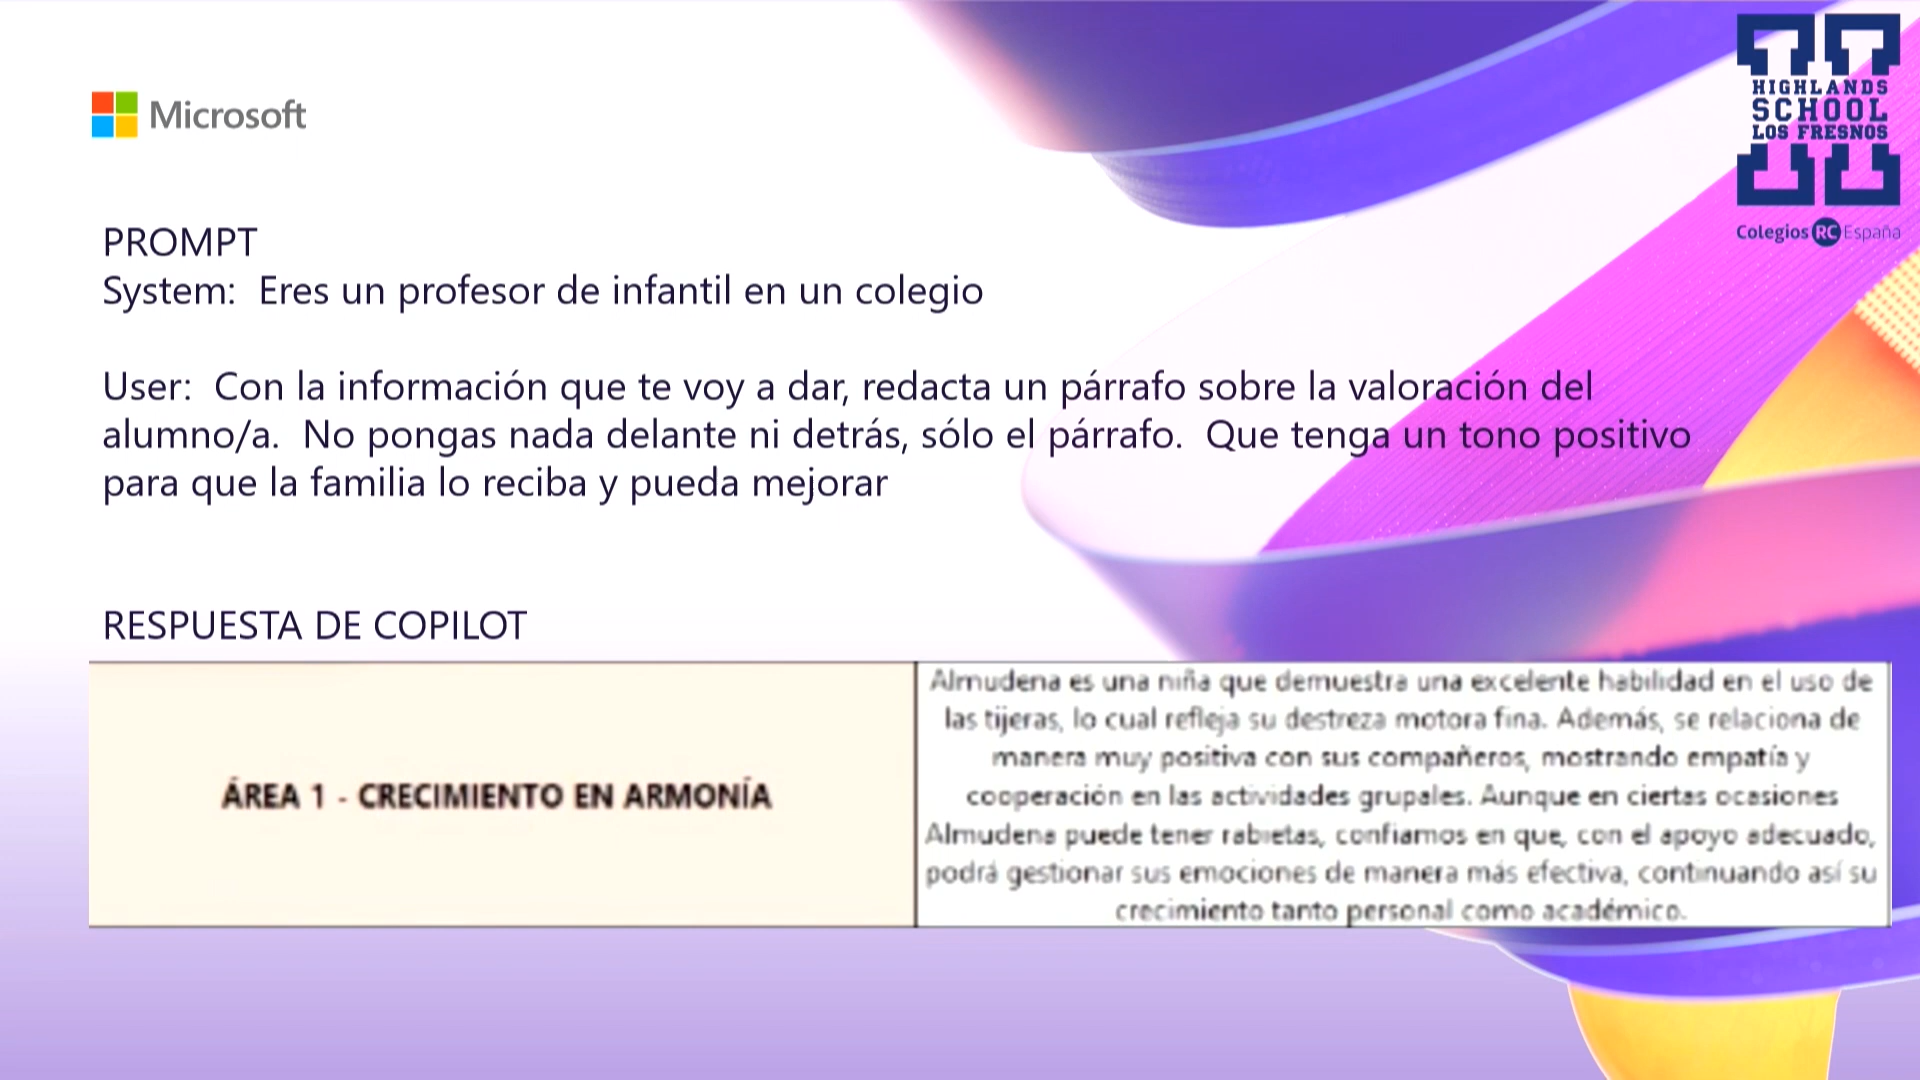 Microsoft
HIGHLANDS
SCHOOL
LOS FRESNOS
Colegios RC España
PROMPT
System:  Eres un profesor de infantil en un colegio
User:  Con la información que te voy a dar, redacta un párrafo sobre la valoración del
alumno/a.  No pongas nada delante ni detrás, sólo el párrafo.  Que tenga un tono positivo
para que la familia lo reciba y pueda mejorar
RESPUESTA DE COPILOT
ÁREA 1 - CRECIMIENTO EN ARMONÍA
Almudena es una niña que demuestra una excelente habilidad en el uso de
las tijeras, lo cual refleja su destreza motora fina. Además, se relaciona de
manera muy positiva con sus compañeros, mostrando empatía y
cooperación en las actividades grupales. Aunque en ciertas ocasiones
Almudena puede tener rabietas, confiamos en que, con el apoyo adecuado,
podrá gestionar sus emociones de manera más efectiva, continuando así su
crecimiento tanto personal como académico.